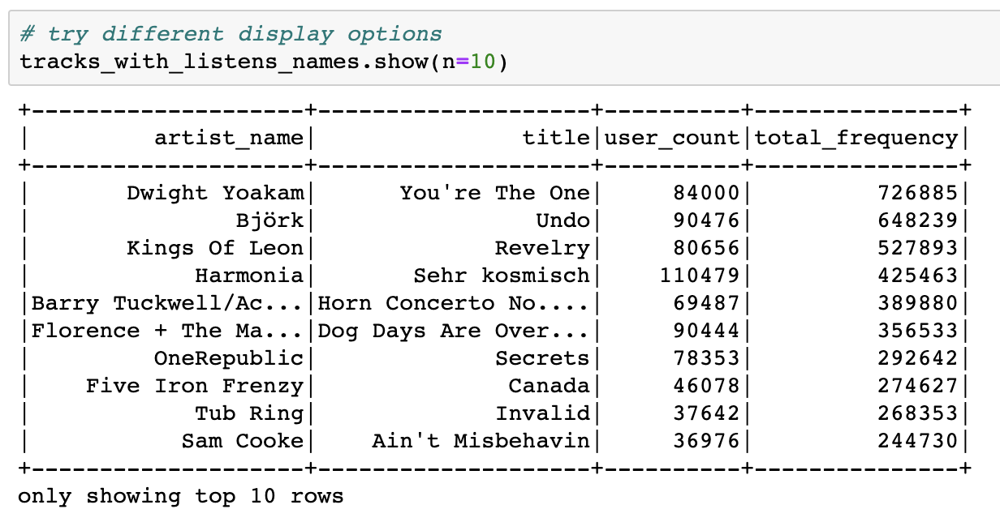 # try different display options
tracks_with_listens_names.show(n=10)
+--------------------+--------------------+----------+---------------+
|         artist_name|               title|user_count|total_frequency|
+--------------------+--------------------+----------+---------------+
|       Dwight Yoakam|      You're The One|     84000|         726885|
|               Björk|                Undo|     90476|         648239|
|       Kings Of Leon|             Revelry|     80656|         527893|
|            Harmonia|       Sehr kosmisch|    110479|         425463|
|Barry Tuckwell/Ac...|Horn Concerto No....|     69487|         389880|
|Florence + The Ma...|Dog Days Are Over...|     90444|         356533|
|         OneRepublic|             Secrets|     78353|         292642|
|    Five Iron Frenzy|              Canada|     46078|         274627|
|            Tub Ring|             Invalid|     37642|         268353|
|           Sam Cooke|    Ain't Misbehavin|     36976|         244730|
+--------------------+--------------------+----------+---------------+
only showing top 10 rows